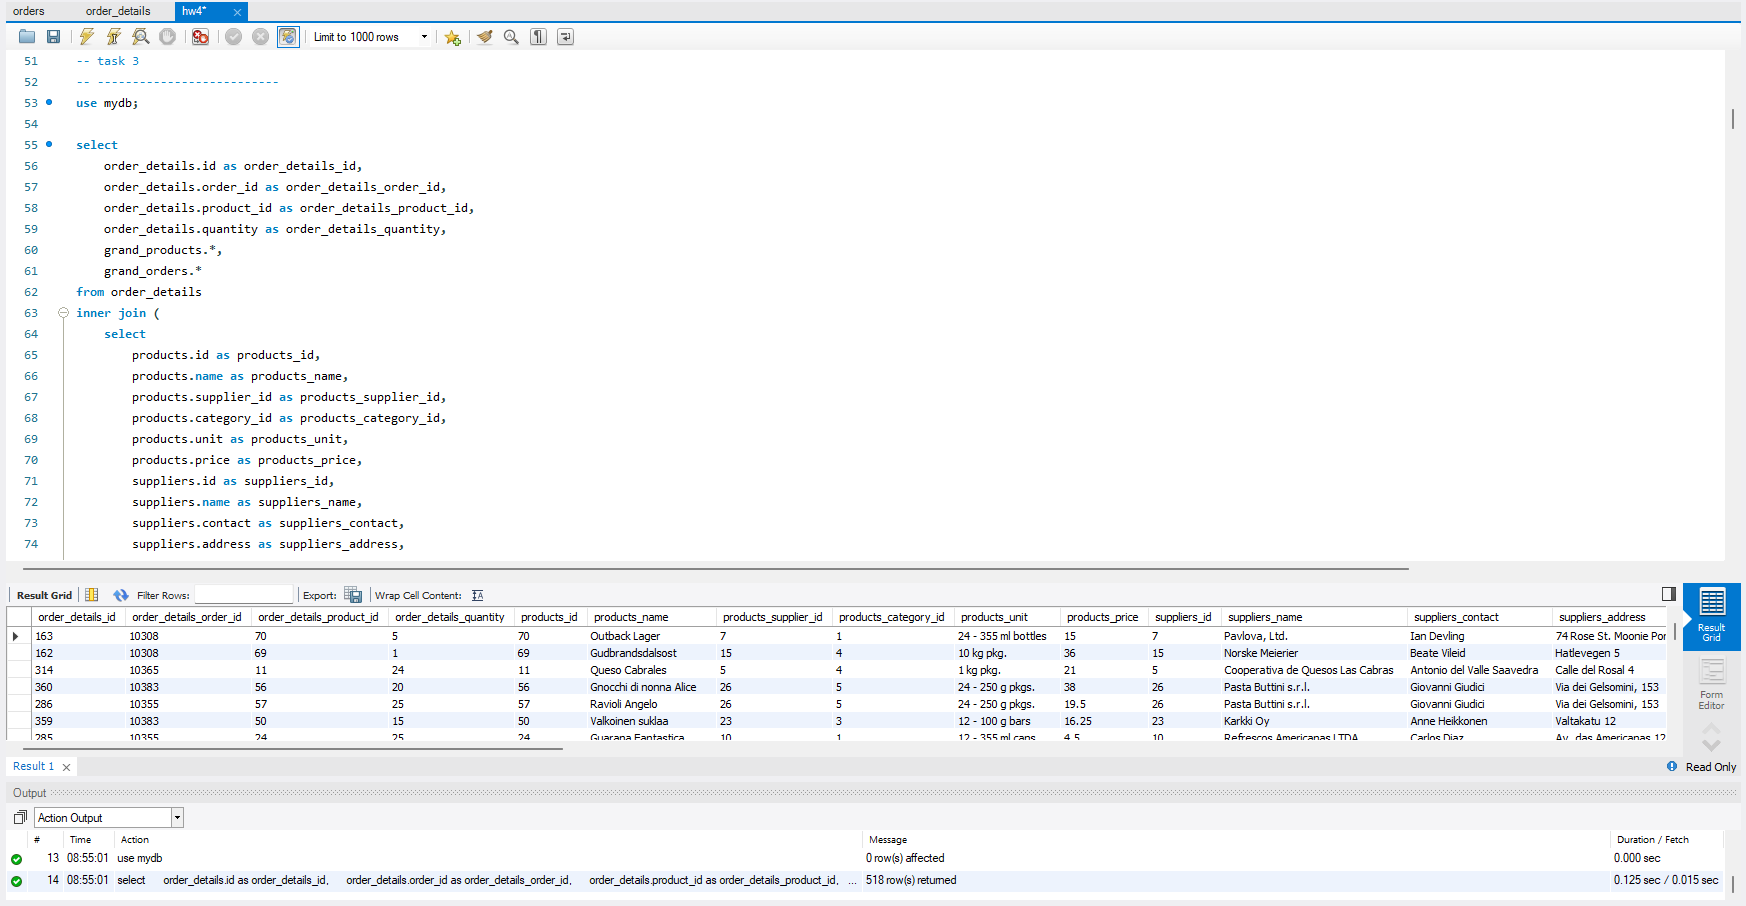 orders order_details hw4*
Limit to 1000 rows
51 -- task 3
52 -- --------------------------
53 use mydb;
54
55 select
56 order_details.id as order_details_id,
57 order_details.order_id as order_details_order_id,
58 order_details.product_id as order_details_product_id,
59 order_details.quantity as order_details_quantity,
60 grand_products.*,
61 grand_orders.*
62 from order_details
63 inner join (
64 select
65 products.id as products_id,
66 products.name as products_name,
67 products.supplier_id as products_supplier_id,
68 products.category_id as products_category_id,
69 products.unit as products_unit,
70 products.price as products_price,
71 suppliers.id as suppliers_id,
72 suppliers.name as suppliers_name,
73 suppliers.contact as suppliers_contact,
74 suppliers.address as suppliers_address,
Result Grid Filter Rows: Export: Wrap Cell Content:
order_details_id order_details_order_id order_details_product_id order_details_quantity products_id products_name products_supplier_id products_category_id products_unit products_price suppliers_id suppliers_name suppliers_contact suppliers_address
163 10308 70 5 70 Outback Lager 7 1 24 - 355 ml bottles 15 7 Pavlova, Ltd. Ian Devling 74 Rose St. Moonie Por
162 10308 69 1 69 Gudbrandsdalsost 15 4 10 kg pkg. 36 15 Norske Meierier Beate Vileid Hatlevegen 5
314 10365 11 24 11 Queso Cabrales 5 4 1 kg pkg. 21 5 Cooperativa de Quesos Las Cabras Antonio del Valle Saavedra Calle del Rosal 4
360 10383 56 20 56 Gnocchi di nonna Alice 26 5 24 - 250 g pkgs. 38 26 Pasta Buttini s.r.l. Giovanni Giudici Via dei Gelsomini, 153
286 10355 57 25 57 Ravioli Angelo 26 5 24 - 250 g pkgs. 19.5 26 Pasta Buttini s.r.l. Giovanni Giudici Via dei Gelsomini, 153
359 10383 50 15 50 Valkoinen suklaa 23 3 12 - 100 g bars 16.25 23 Karkki Oy Anne Heikkonen Valtakatu 12
285 10355 24 25 24 Guarana Fantastica 10 1 12 - 355 ml cans 4.5 10 Refrescos Americanas LTDA Carlos Diaz Av. das Americanas 12
Result Grid
Form Editor
Result 1 Read Only
Output
Action Output
# Time Action Message Duration / Fetch
13 08:55:01 use mydb 0 row(s) affected 0.000 sec
14 08:55:01 select order_details.id as order_details_id, order_details.order_id as order_details_order_id, order_details.product_id as order_details_product_id, ... 518 row(s) returned 0.125 sec / 0.015 sec